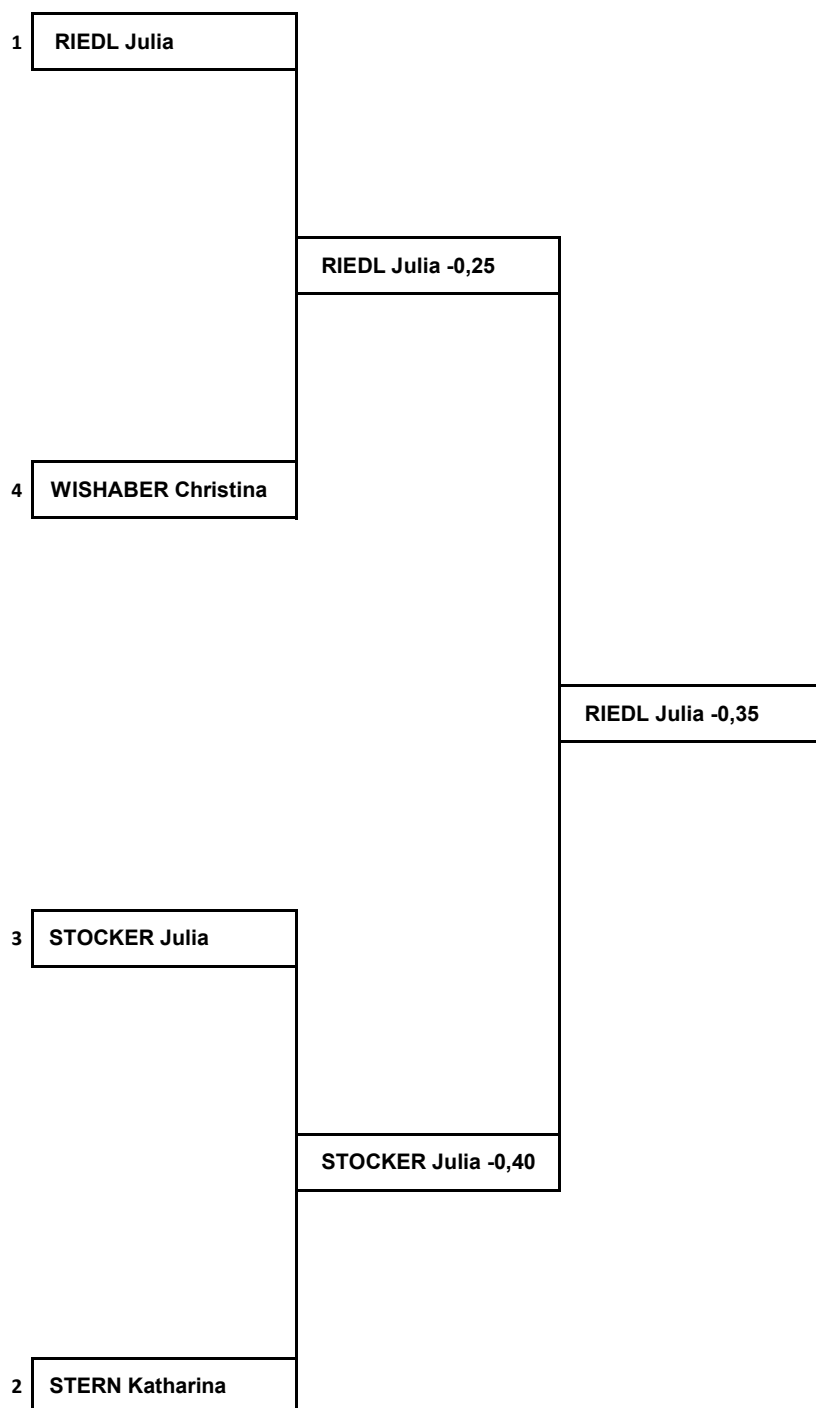 1 RIEDL Julia
RIEDL Julia -0,25
4 WISHABER Christina
RIEDL Julia -0,35
3 STOCKER Julia
STOCKER Julia -0,40
2 STERN Katharina